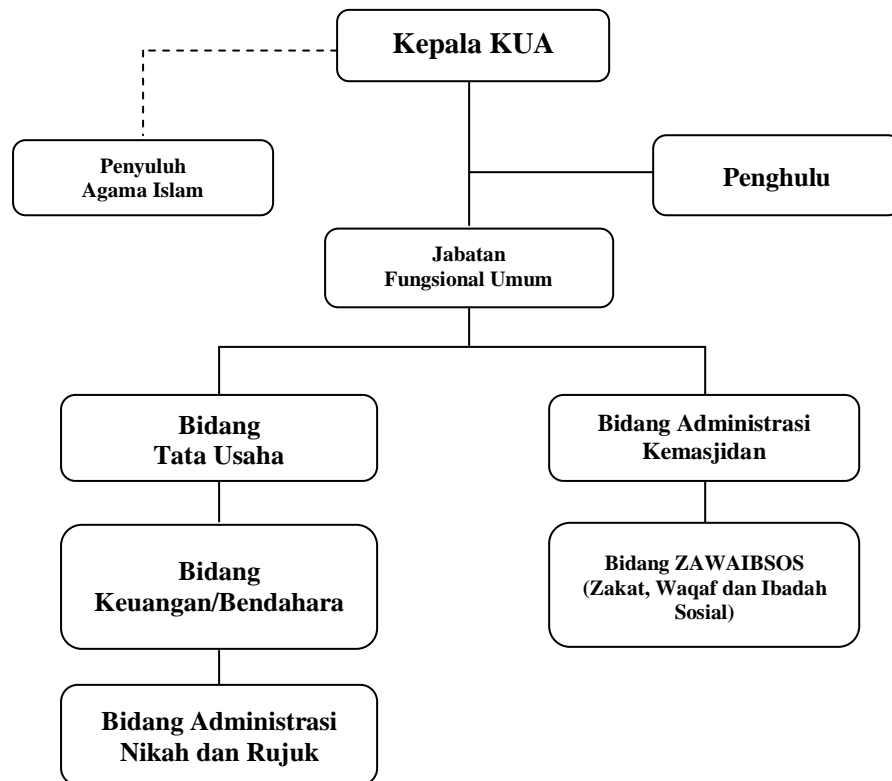 Kepala KUA
Penyuluh
Agama Islam
Penghulu
Jabatan
Fungsional Umum
Bidang
Tata Usaha
Bidang Administrasi
Kemasjidan
Bidang
Keuangan/Bendahara
Bidang ZAWAIBSOS
(Zakat, Waqaf dan Ibadah
Sosial)
Bidang Administrasi
Nikah dan Rujuk